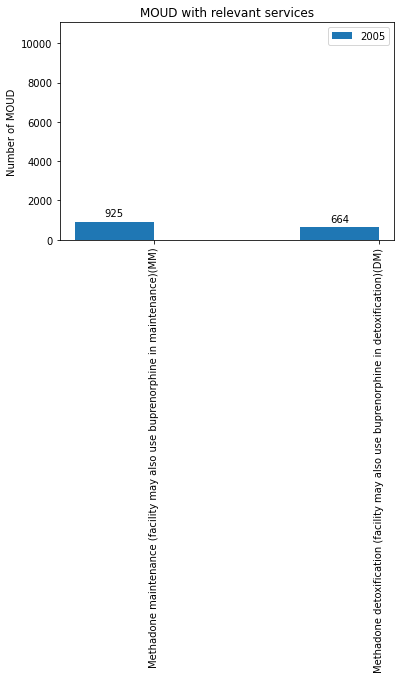 MOUD with relevant services
2005
Number of MOUD
10000
8000
6000
4000
2000
0
925
664
Methadone maintenance (facility may also use buprenorphine in maintenance)(MM)
Methadone detoxification (facility may also use buprenorphine in detoxification)(DM)